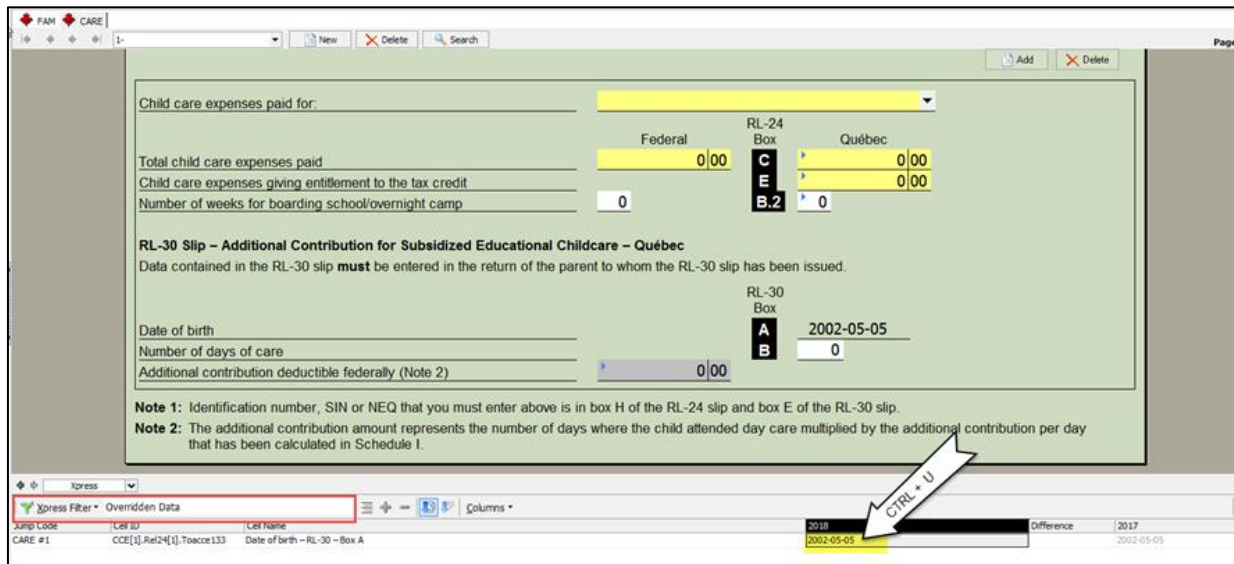 FAM CARE
1- New Delete Search Page
Add Delete
Child care expenses paid for:
RL-24
Federal Box Québec
Total child care expenses paid 0 00 C 0 00
Child care expenses giving entitlement to the tax credit E 0 00
Number of weeks for boarding school/overnight camp 0 B.2 0
RL-30 Slip – Additional Contribution for Subsidized Educational Childcare – Québec
Data contained in the RL-30 slip must be entered in the return of the parent to whom the RL-30 slip has been issued.
RL-30
Box
Date of birth A 2002-05-05
Number of days of care B 0
Additional contribution deductible federally (Note 2) 0 00
Note 1: Identification number, SIN or NEQ that you must enter above is in box H of the RL-24 slip and box E of the RL-30 slip.
Note 2: The additional contribution amount represents the number of days where the child attended day care multiplied by the additional contribution per day
that has been calculated in Schedule I.
CTRL + U
Xpress
Xpress Filter Overridden Data Columns
Jump Code Cell ID Cell Name 2018 Difference 2017
CARE #1 CCE[1].Rel24[1].Toacce133 Date of birth – RL-30 – Box A 2002-05-05 2002-05-05